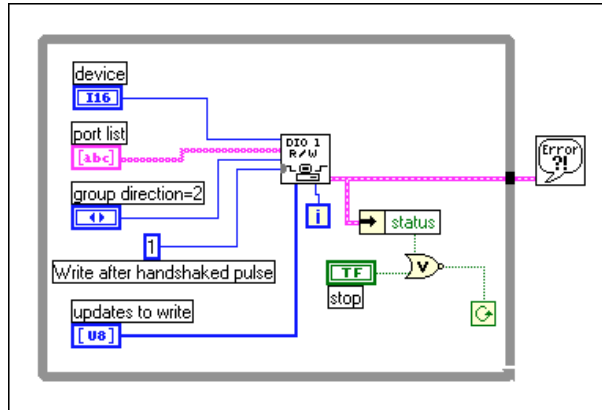 device
I16
port list
[abc]
DIO 1
R/W
group direction=2
1
Write after handshaked pulse
updates to write
[U8]
i
Error
?!
status
V
TF
stop